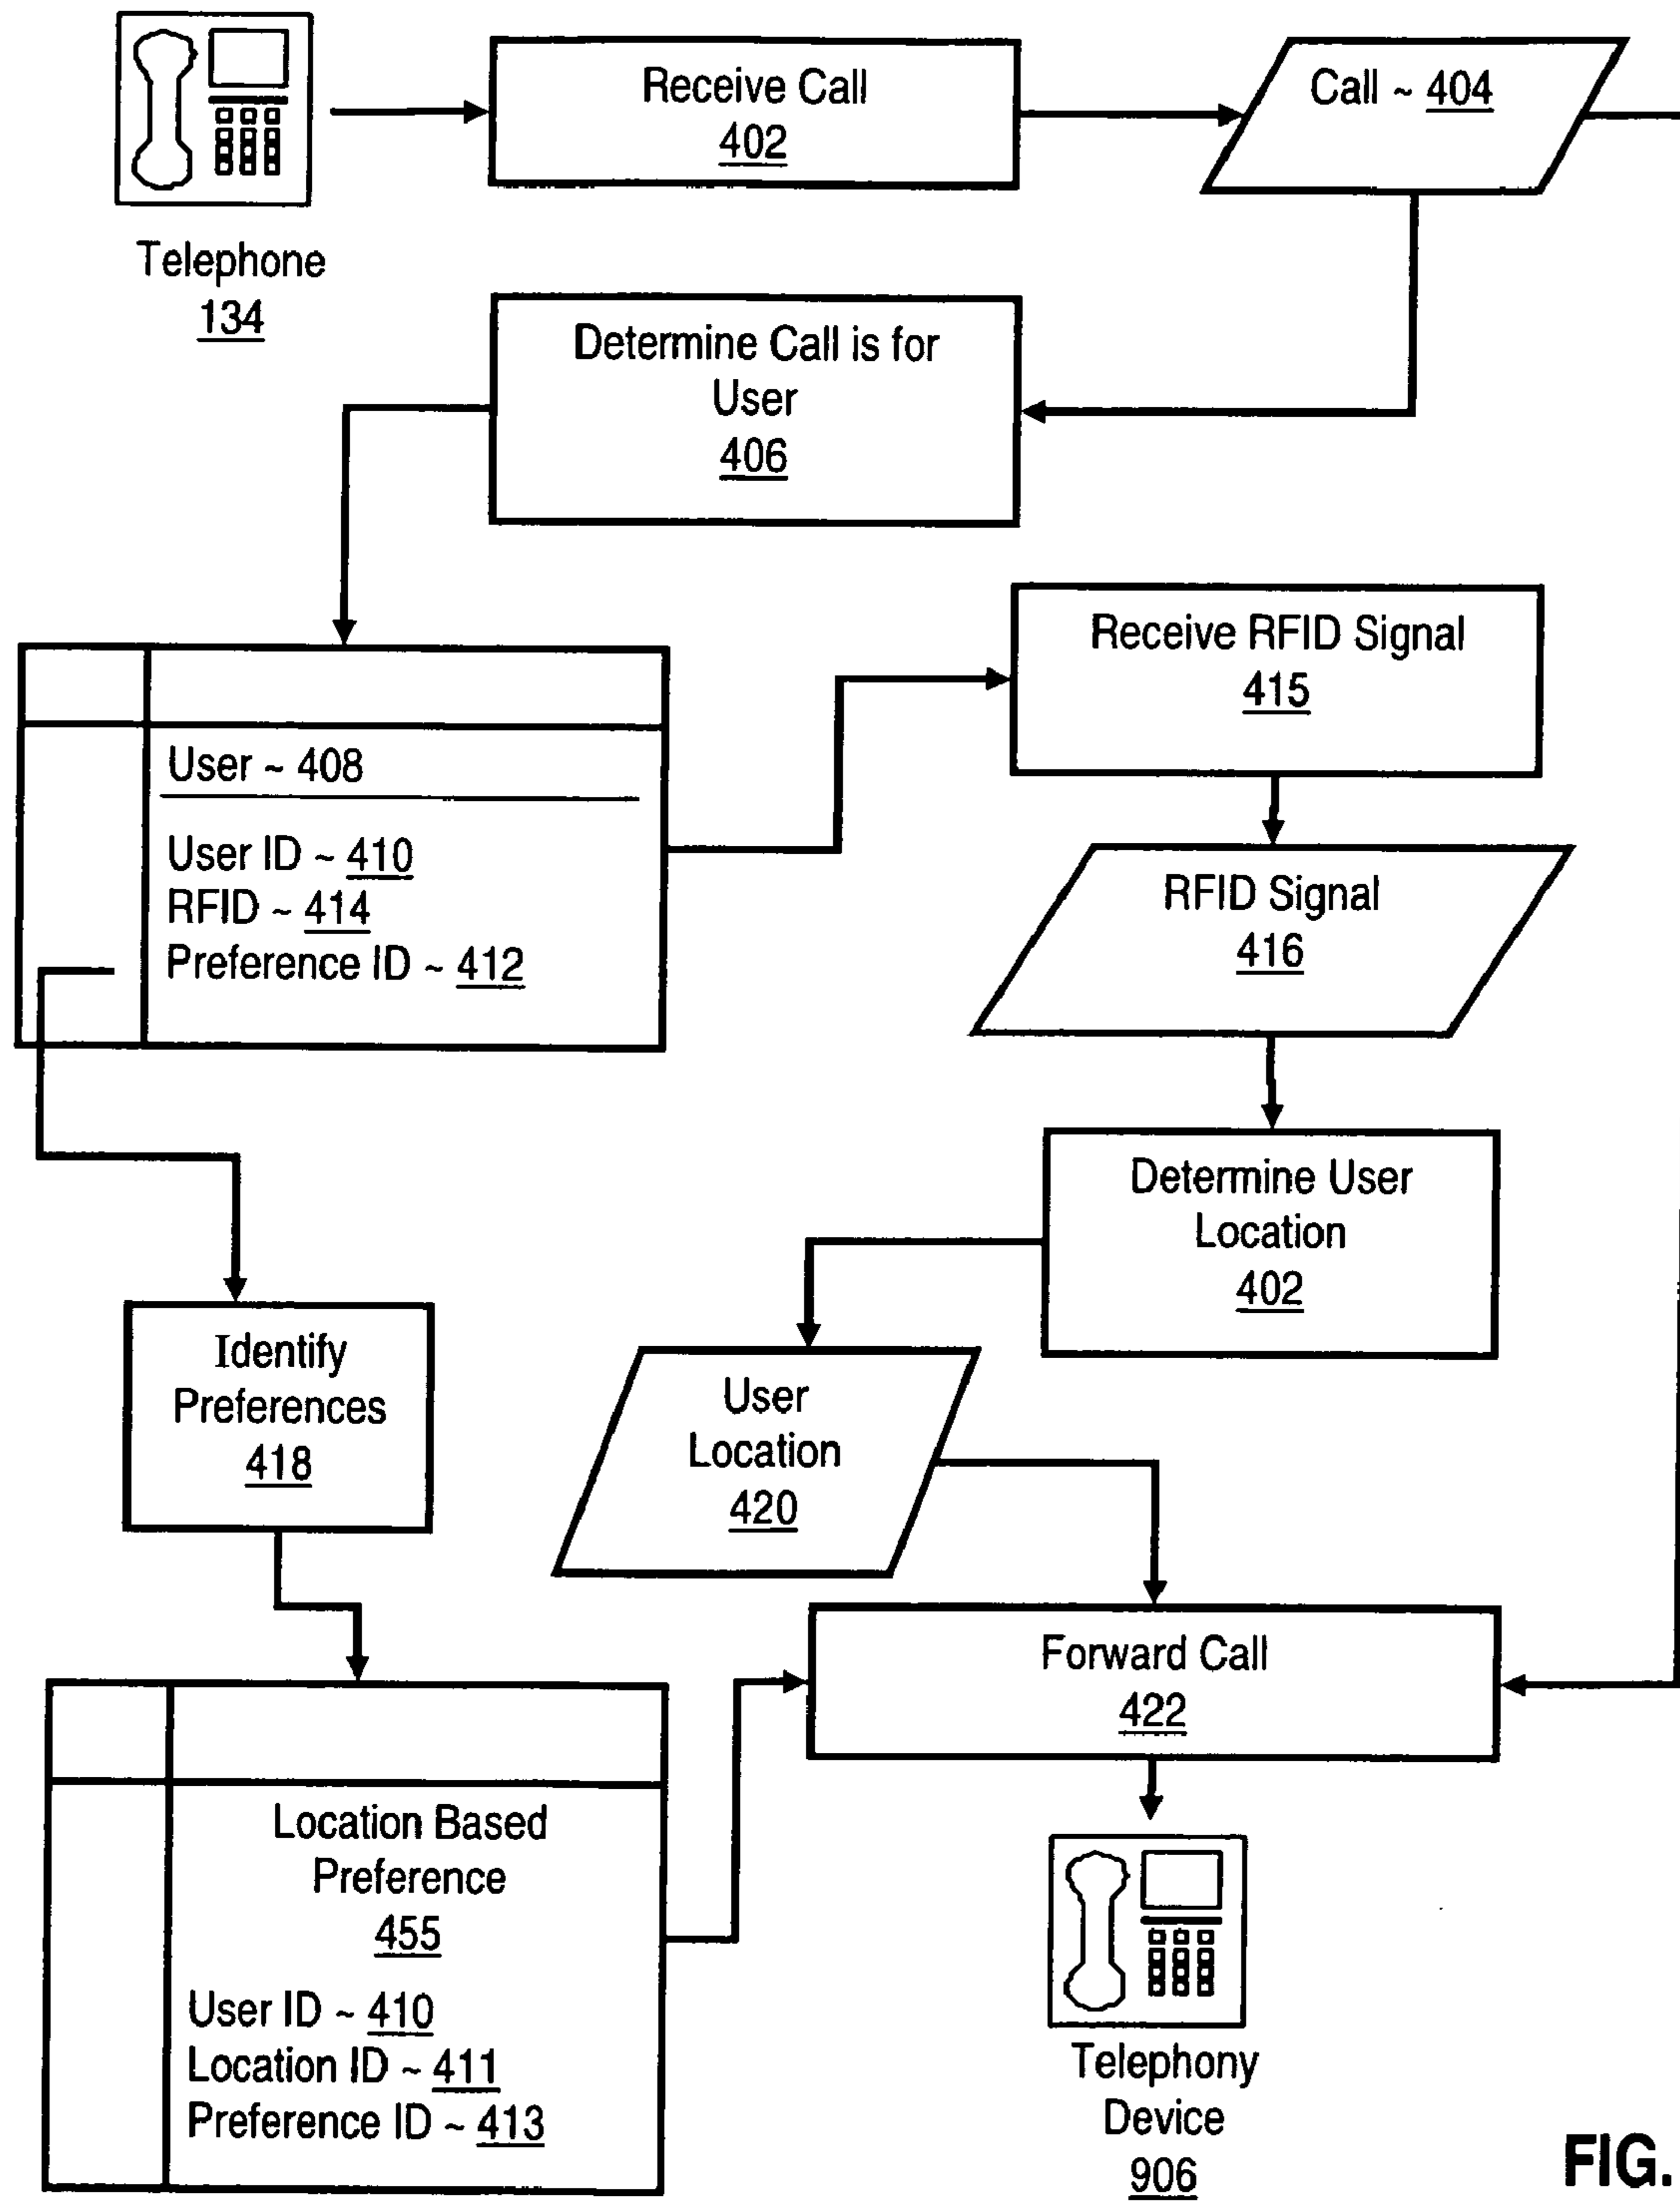 Receive Call
402
Call ~ 404
Telephone
134
Determine Call is for
User
406
Receive RFID Signal
415
User ~ 408
User ID ~ 410
RFID ~ 414
Preference ID ~ 412
RFID Signal
416
Determine User
Location
402
Identify
Preferences
418
User
Location
420
Forward Call
422
Location Based
Preference
455
User ID ~ 410
Location ID ~ 411
Preference ID ~ 413
Telephony
Device
906
FIG.